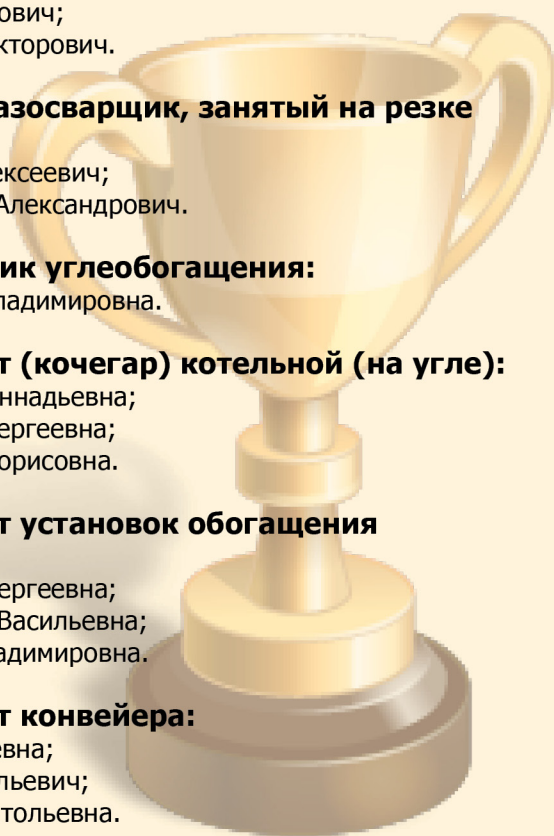 ович;
кторович.
азосварщик, занятый на резке
ексеевич;
Александрович.
ик углеобогащения:
ладимировна.
т (кочегар) котельной (на угле):
ннадьевна;
ергеевна;
орисовна.
т установок обогащения
ергеевна;
Васильевна;
адимировна.
т конвейера:
евна;
льевич;
тольевна.